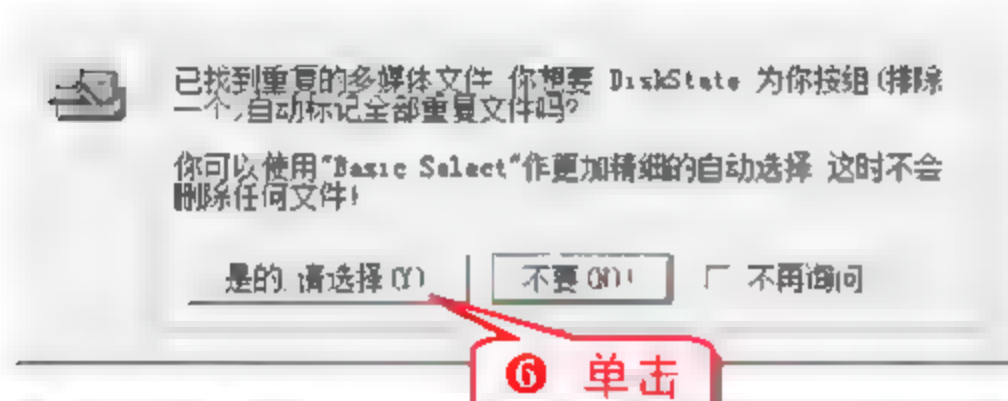 已找到重复的多媒体文件 你想要 DiskState 为你按组(排除
一个,自动标记全部重复文件吗?
你可以使用"Basic Select"作更加精细的自动选择 这时不会
删除任何文件!
是的 请选择(Y) 不要(N)! 不再询问
❻ 单击